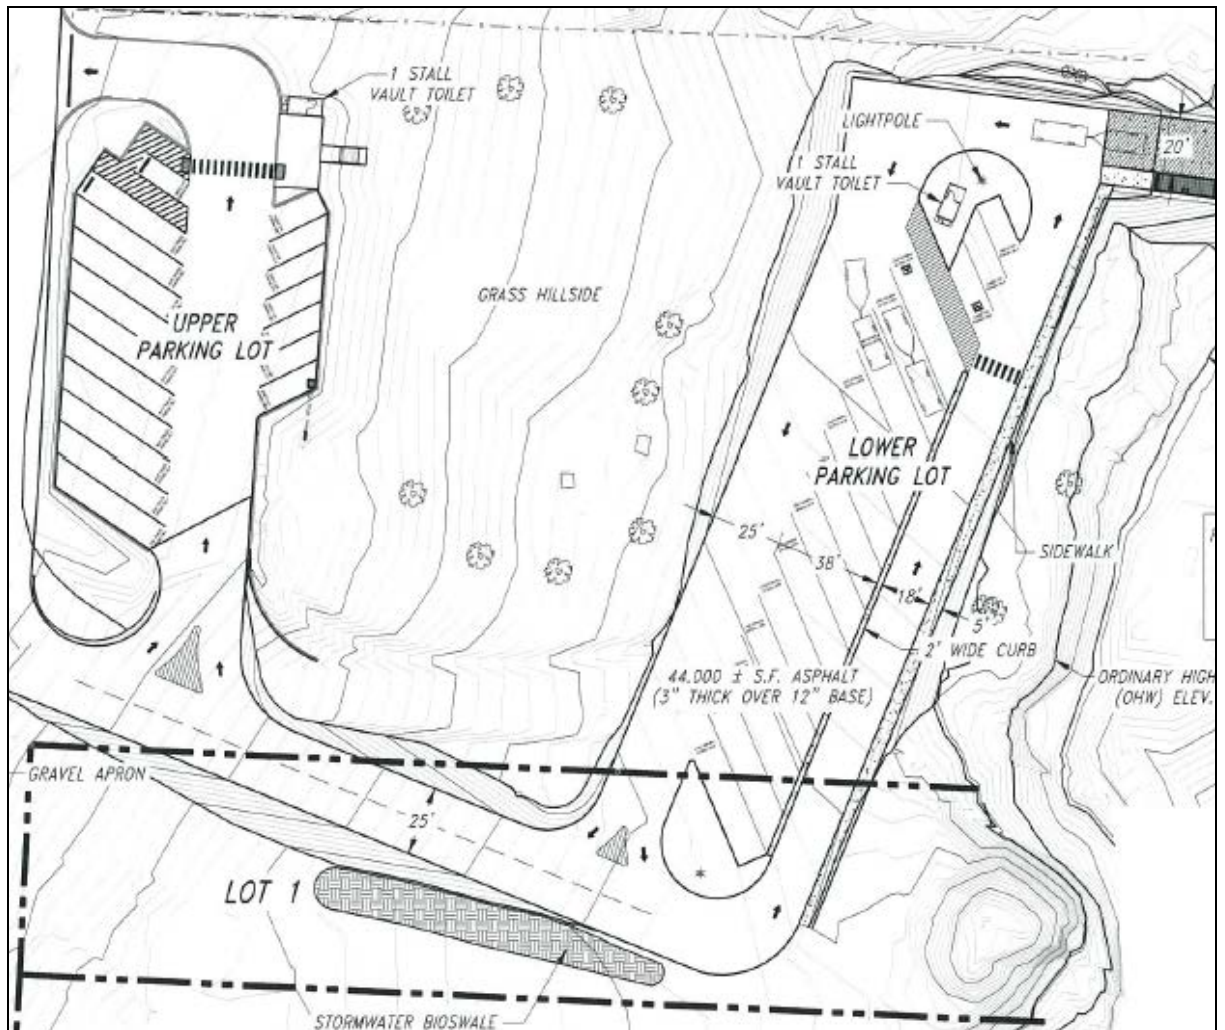 1 STALL
VAULT TOILET
LIGHTPOLE
20'
1 STALL
VAULT TOILET
GRASS HILLSIDE
UPPER
PARKING LOT
LOWER
PARKING LOT
25'
38'
SIDEWALK
18'
5'
2' WIDE CURB
44,000 ± S.F. ASPHALT
(3" THICK OVER 12" BASE)
ORDINARY HIGH
(OHW) ELEV.
GRAVEL APRON
25'
LOT 1
STORMWATER BIOSWALE